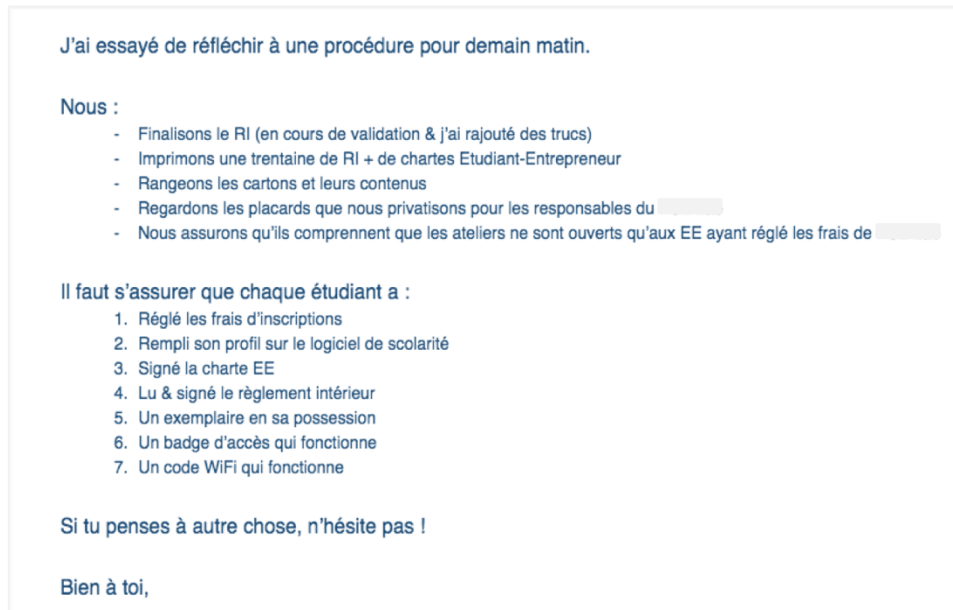 J'ai essayé de réfléchir à une procédure pour demain matin.
Nous :
- Finalisons le RI (en cours de validation & j'ai rajouté des trucs)
- Imprimons une trentaine de RI + de chartes Etudiant-Entrepreneur
- Rangeons les cartons et leurs contenus
- Regardons les placards que nous privatisons pour les responsables du
- Nous assurons qu'ils comprennent que les ateliers ne sont ouverts qu'aux EE ayant réglé les frais de
Il faut s'assurer que chaque étudiant a :
1. Réglé les frais d'inscriptions
2. Rempli son profil sur le logiciel de scolarité
3. Signé la charte EE
4. Lu & signé le règlement intérieur
5. Un exemplaire en sa possession
6. Un badge d'accès qui fonctionne
7. Un code WiFi qui fonctionne
Si tu penses à autre chose, n'hésite pas !
Bien à toi,